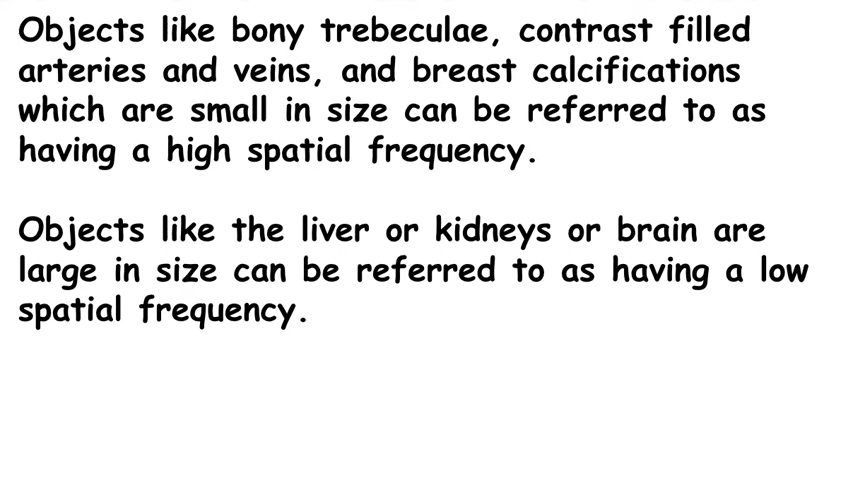 Objects like bony trebeculae, contrast filled
arteries and veins, and breast calcifications
which are small in size can be referred to as
having a high spatial frequency.
Objects like the liver or kidneys or brain are
large in size can be referred to as having a low
spatial frequency.